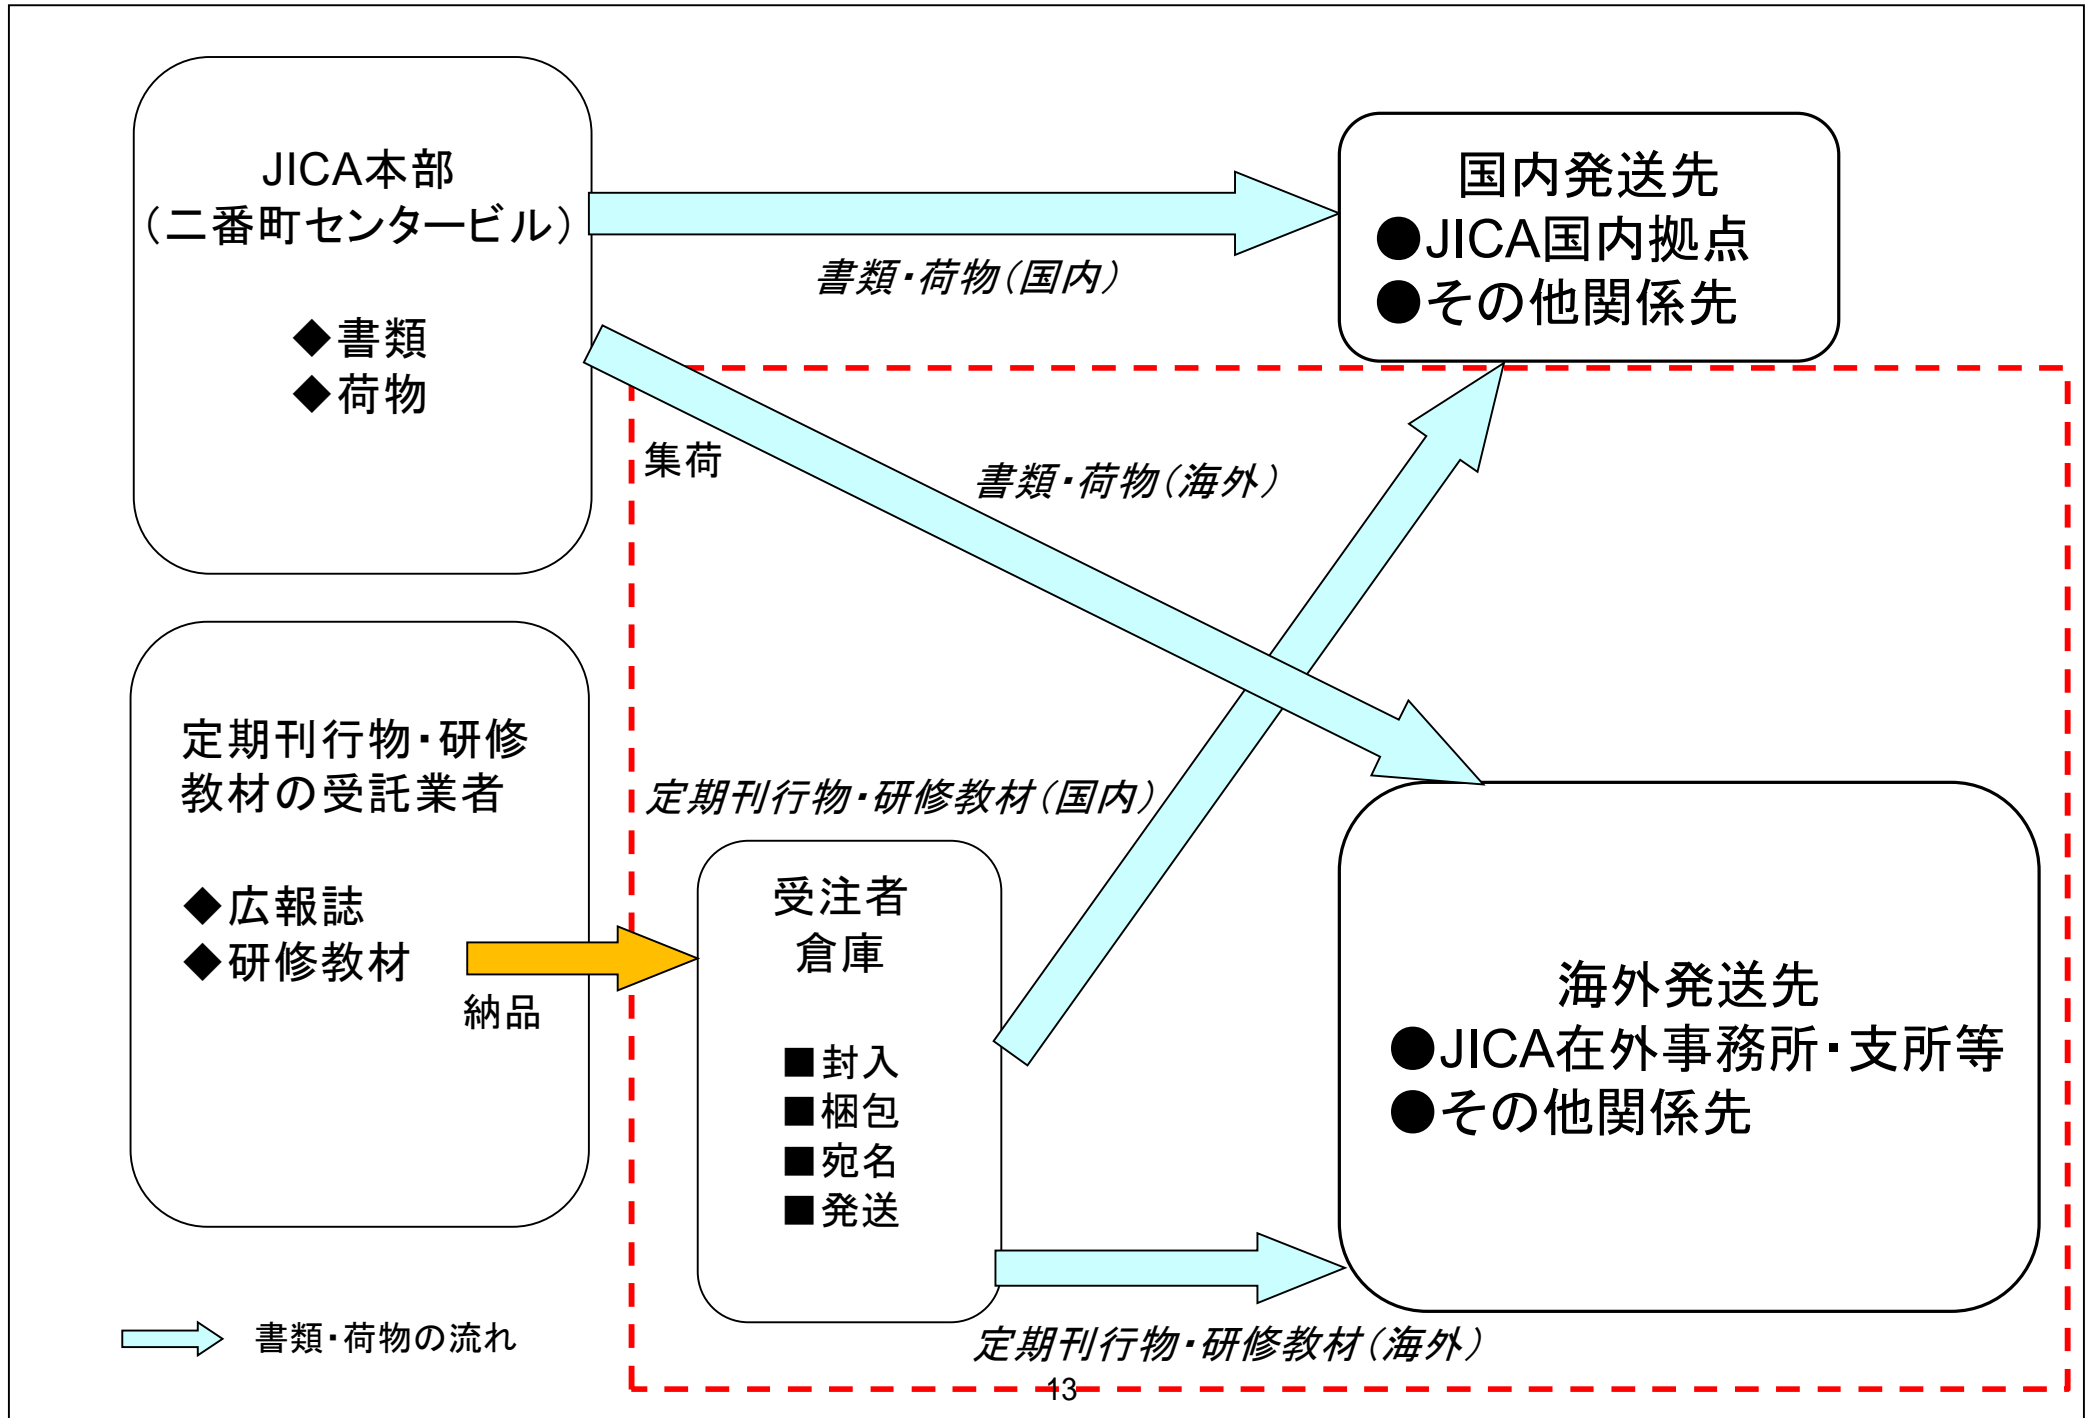 JICA本部
（二番町センタービル）
◆書類
◆荷物
書類・荷物（国内）
国内発送先
●JICA国内拠点
●その他関係先
集荷
書類・荷物（海外）
定期刊行物・研修
教材の受託業者
◆広報誌
◆研修教材
納品
定期刊行物・研修教材（国内）
受注者
倉庫
■封入
■梱包
■宛名
■発送
海外発送先
●JICA在外事務所・支所等
●その他関係先
定期刊行物・研修教材（海外）
書類・荷物の流れ
13